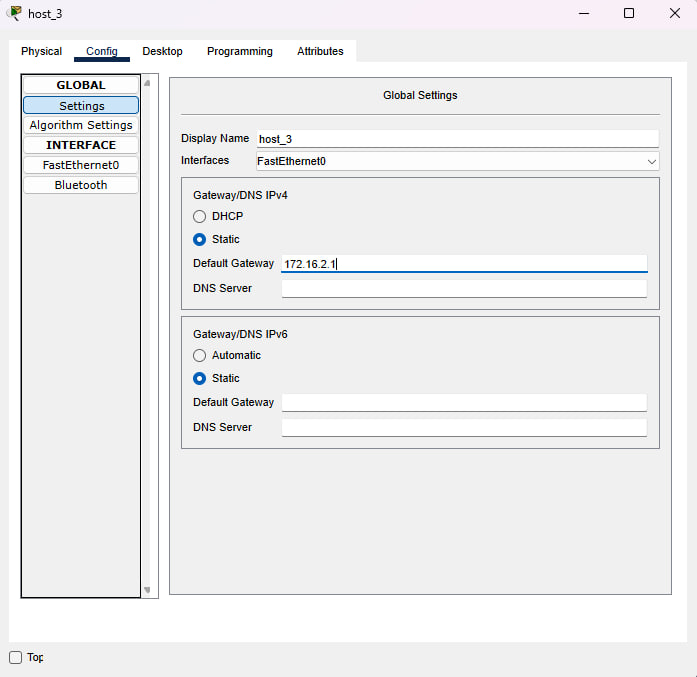 host_3
Physical Config Desktop Programming Attributes
GLOBAL
Settings
Algorithm Settings
INTERFACE
FastEthernet0
Bluetooth
Global Settings
Display Name host_3
Interfaces FastEthernet0
Gateway/DNS IPv4
DHCP
Static
Default Gateway 172.16.2.1
DNS Server
Gateway/DNS IPv6
Automatic
Static
Default Gateway
DNS Server
Top